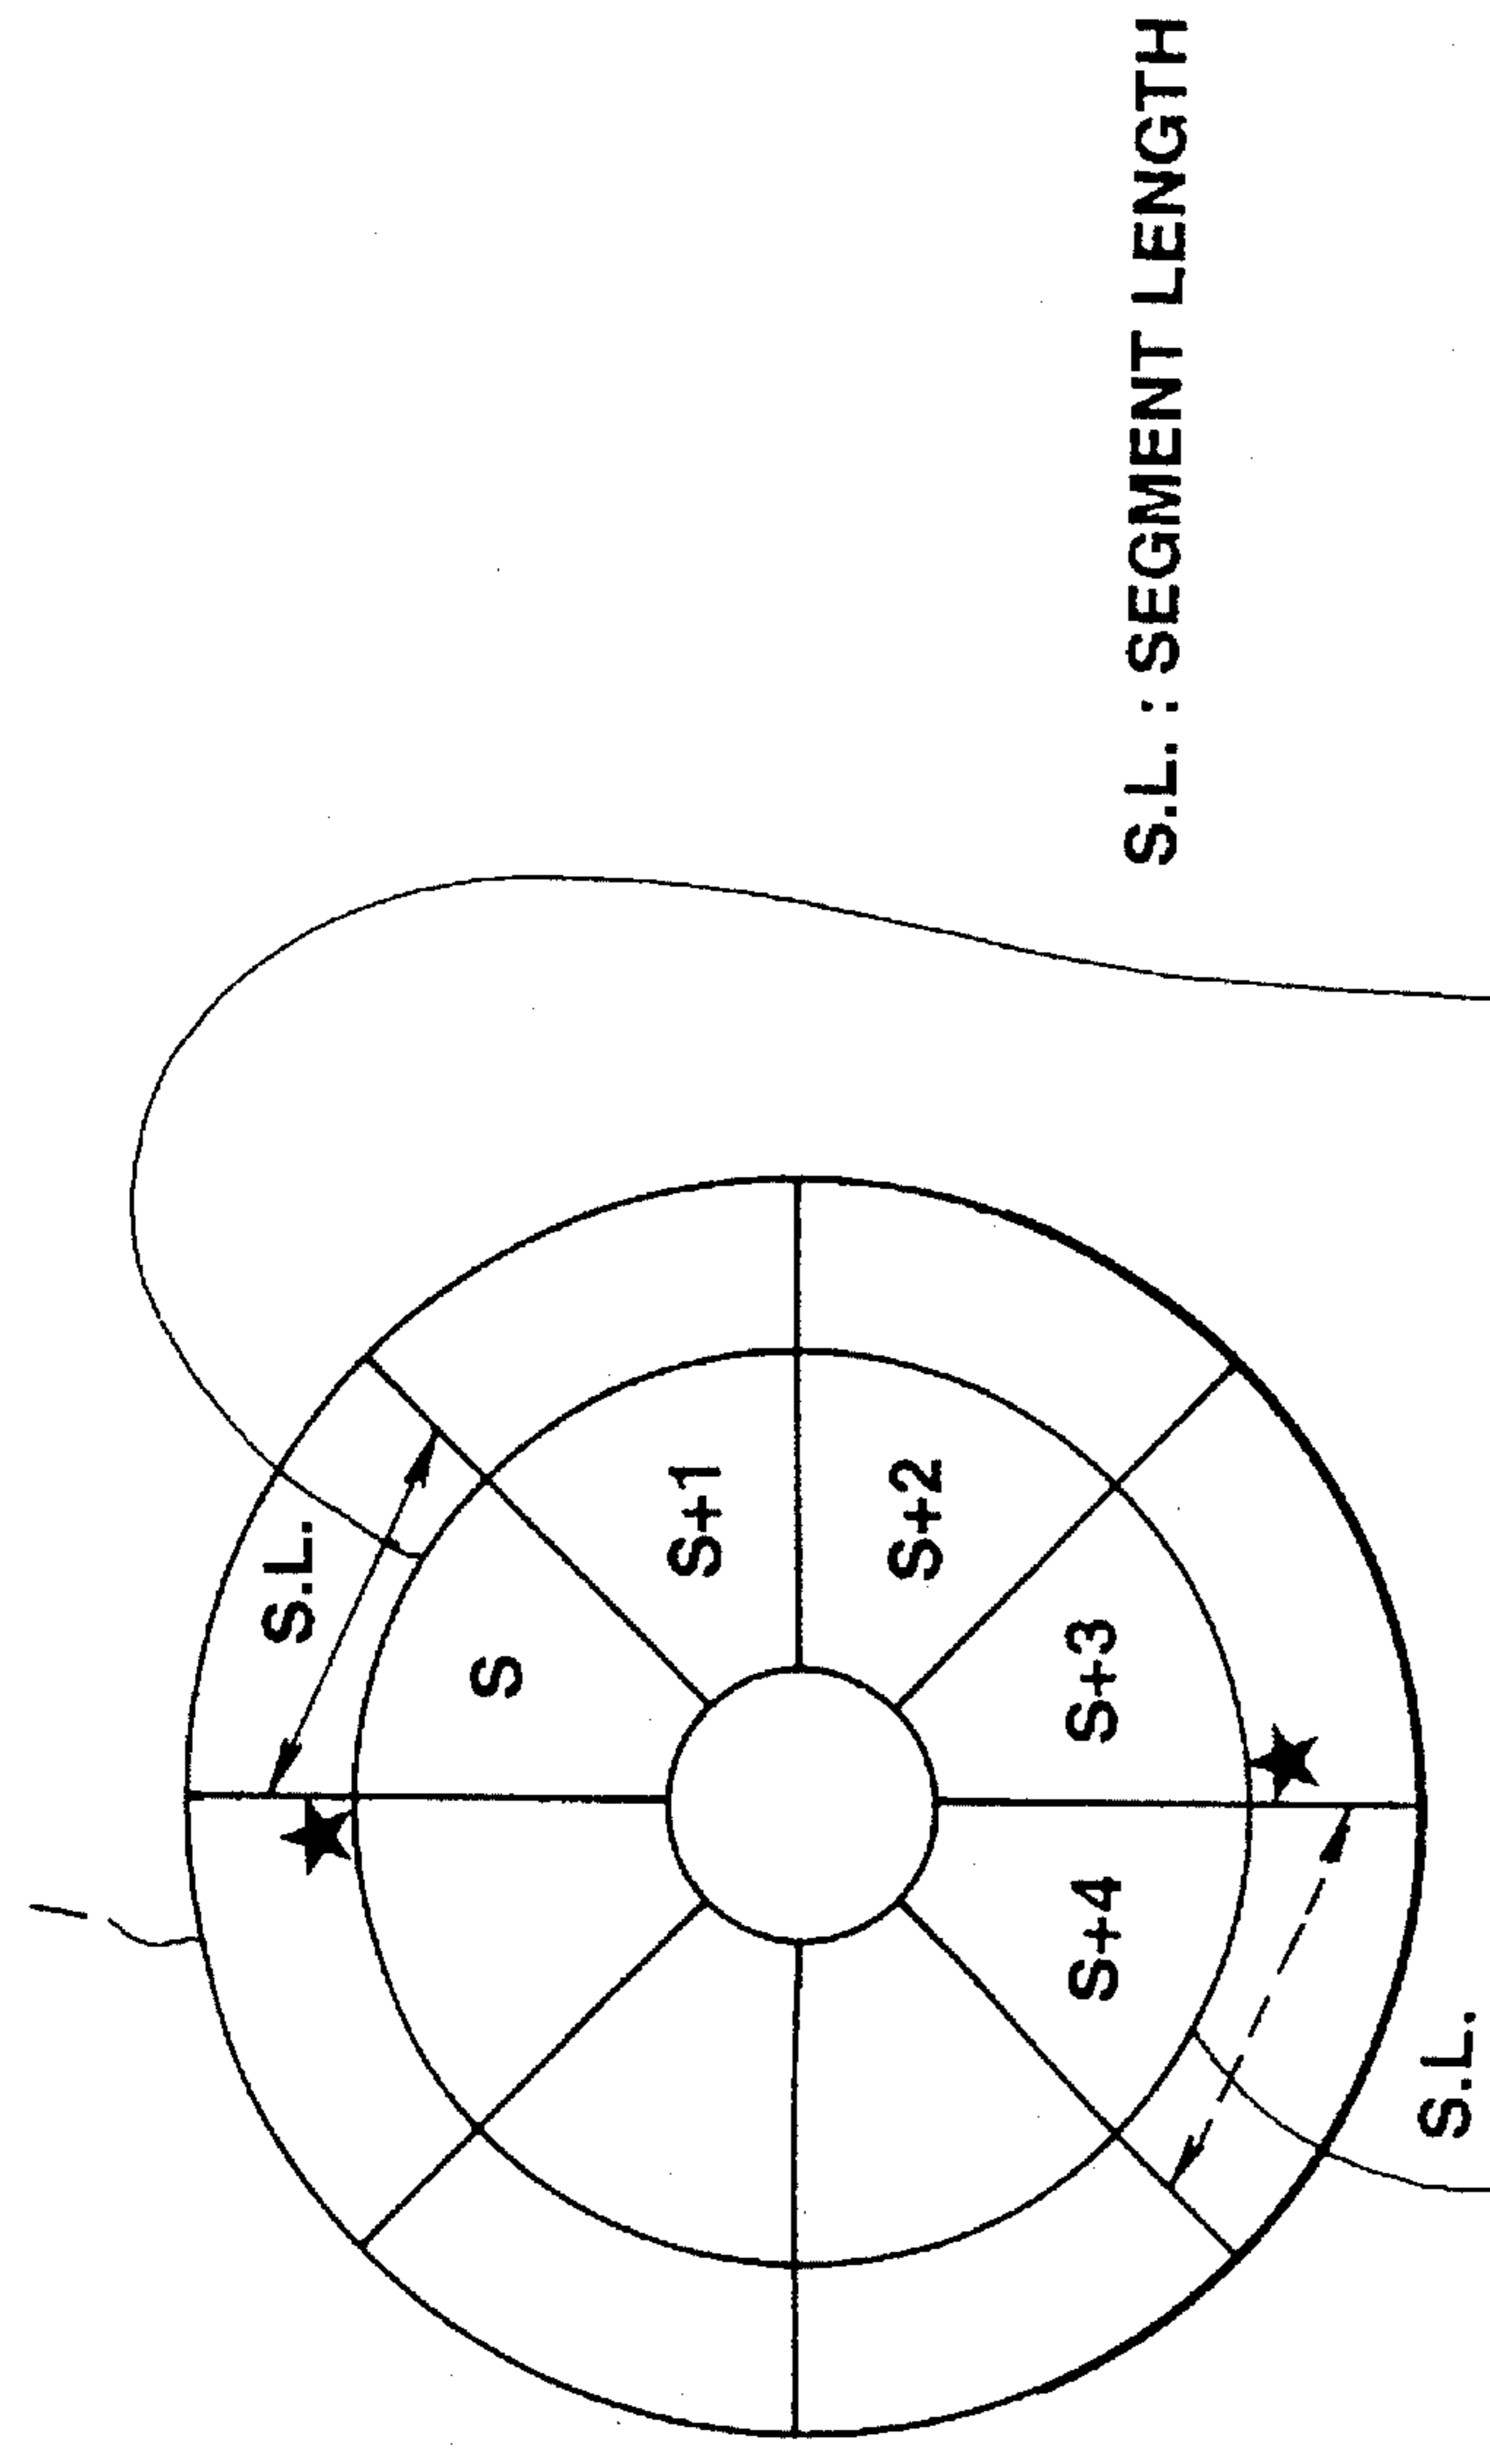 S.L.
S
S+1
S+2
S+3
S+4
S.L.
S.L. : SEGMENT LENGTH